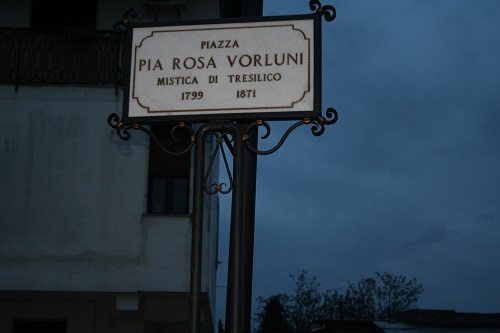 PIAZZA
PIA ROSA VORLUNI
MISTICA DI TRESILICO
1799 1871